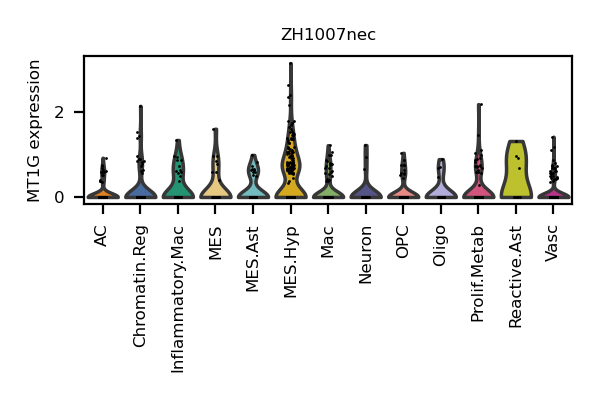 ZH1007nec
MT1G expression
2
0
AC
Chromatin.Reg
Inflammatory.Mac
MES
MES.Ast
MES.Hyp
Mac
Neuron
OPC
Oligo
Prolif.Metab
Reactive.Ast
Vasc